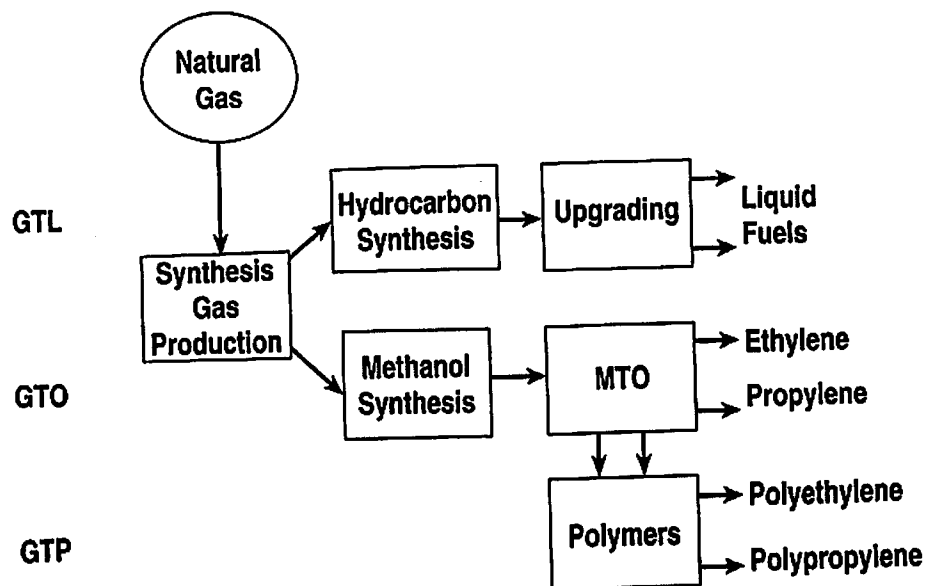 Natural
Gas
GTL
Hydrocarbon
Synthesis
Upgrading
Liquid
Fuels
Synthesis
Gas
Production
GTO
Methanol
Synthesis
MTO
Ethylene
Propylene
GTP
Polymers
Polyethylene
Polypropylene